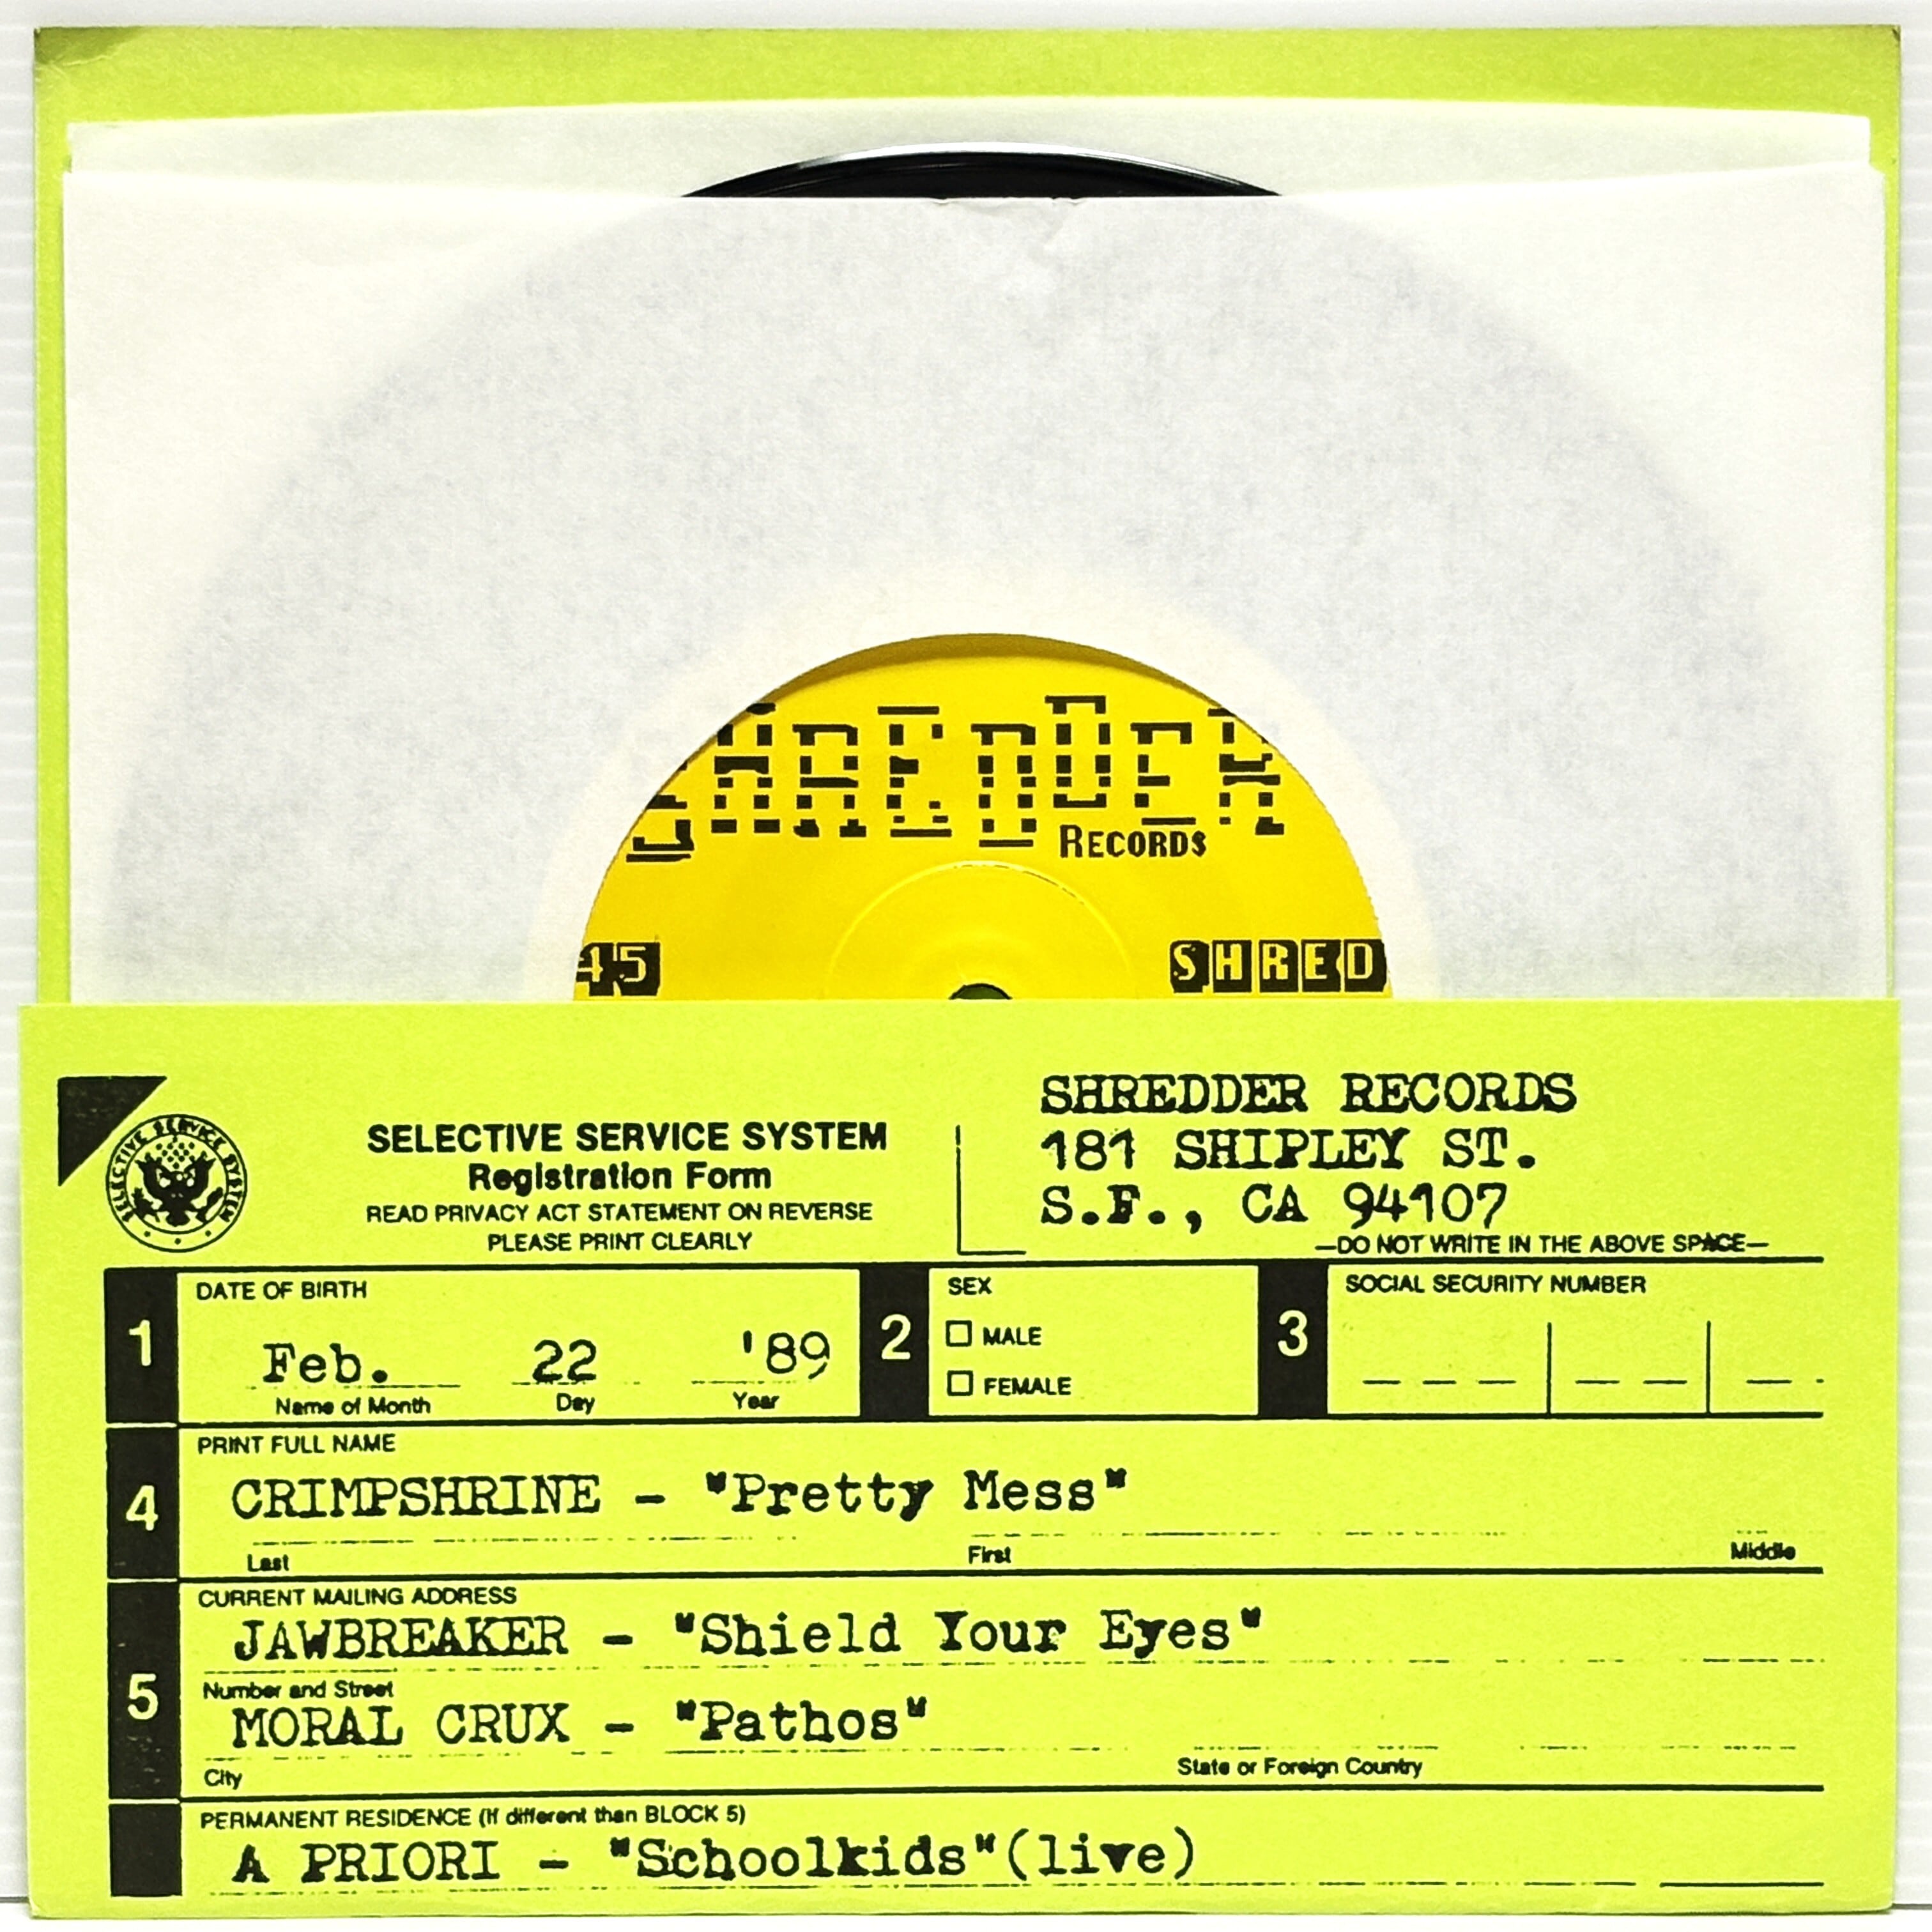 SHREDDER
RECORDS
45 SHRED
SHREDDER RECORDS
181 SHIPLEY ST.
S.F., CA 94107
—DO NOT WRITE IN THE ABOVE SPACE—
SELECTIVE SERVICE SYSTEM
SELECTIVE SERVICE SYSTEM
Registration Form
READ PRIVACY ACT STATEMENT ON REVERSE
PLEASE PRINT CLEARLY
1 DATE OF BIRTH
Feb. 22 '89
Name of Month Day Year
2 SEX
MALE
FEMALE
3 SOCIAL SECURITY NUMBER
4 PRINT FULL NAME
CRIMPSHRINE - "Pretty Mess"
Last First Middle
5 CURRENT MAILING ADDRESS
JAWBREAKER - "Shield Your Eyes"
Number and Street
MORAL CRUX - "Pathos"
City State or Foreign Country
PERMANENT RESIDENCE (If different than BLOCK 5)
A PRIORI - "Schoolkids"(live)